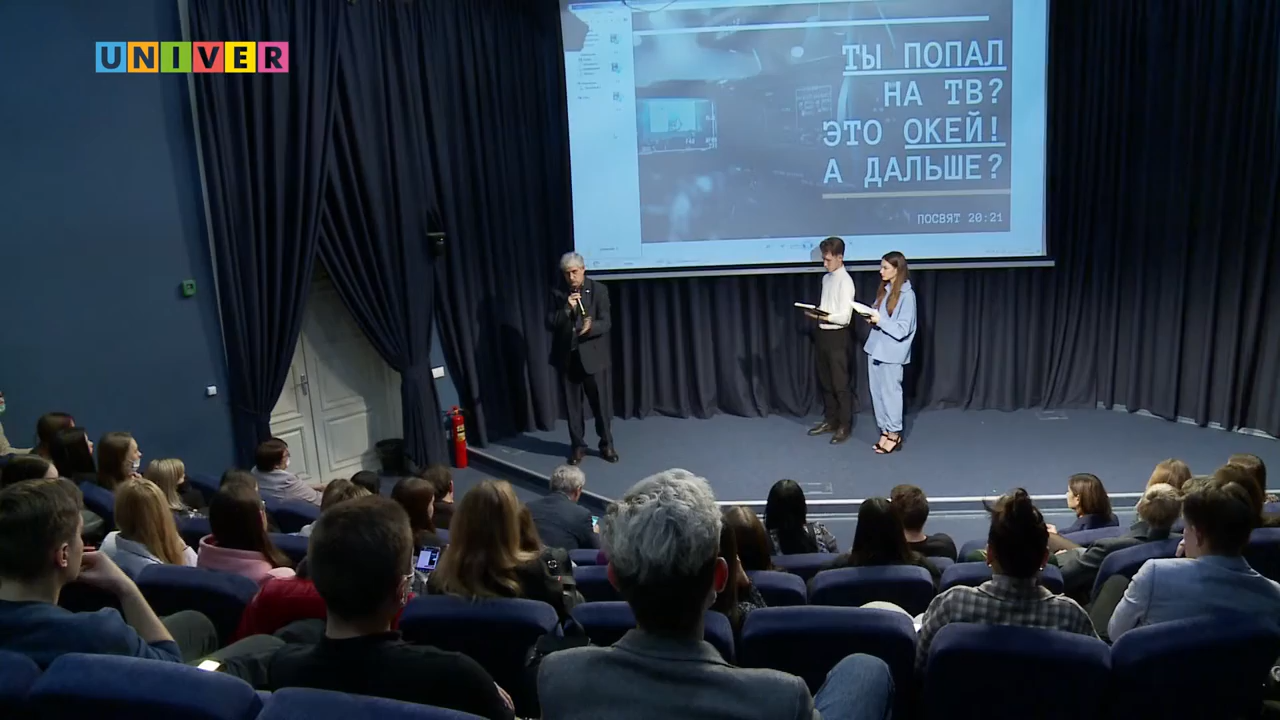 UNIVER
ТЫ ПОПАЛ
НА ТВ?
ЭТО ОКЕЙ!
А ДАЛЬШЕ?
ПОСВЯТ 20:21